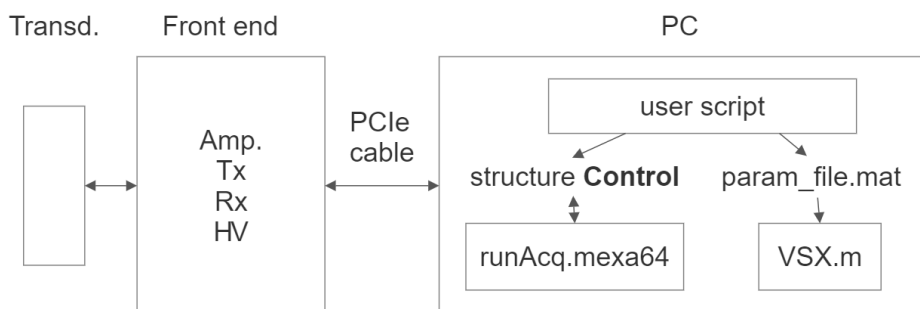 Transd.
Front end
PC
Amp.
Tx
Rx
HV
PCIe
cable
user script
structure Control
param_file.mat
runAcq.mexa64
VSX.m